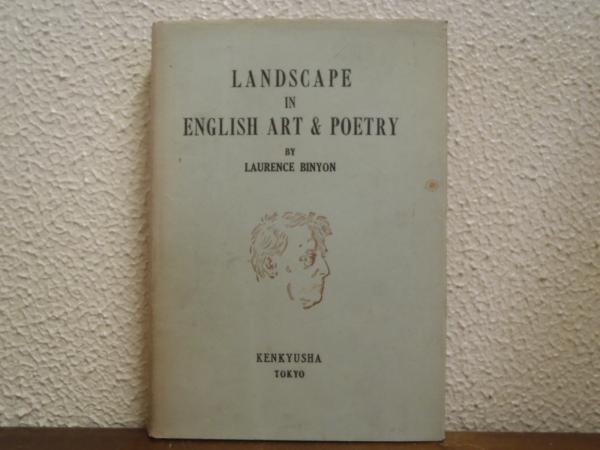 LANDSCAPE
IN
ENGLISH ART & POETRY
BY
LAURENCE BINYON
KENKYUSHA
TOKYO